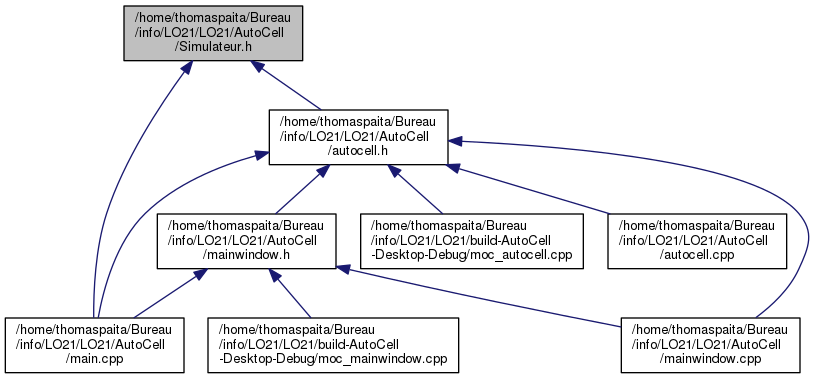 /home/thomaspaita/Bureau
/info/LO21/LO21/AutoCell
/Simulateur.h
/home/thomaspaita/Bureau
/info/LO21/LO21/AutoCell
/autocell.h
/home/thomaspaita/Bureau
/info/LO21/LO21/AutoCell
/mainwindow.h
/home/thomaspaita/Bureau
/info/LO21/LO21/build-AutoCell
-Desktop-Debug/moc_autocell.cpp
/home/thomaspaita/Bureau
/info/LO21/LO21/AutoCell
/autocell.cpp
/home/thomaspaita/Bureau
/info/LO21/LO21/AutoCell
/main.cpp
/home/thomaspaita/Bureau
/info/LO21/LO21/build-AutoCell
-Desktop-Debug/moc_mainwindow.cpp
/home/thomaspaita/Bureau
/info/LO21/LO21/AutoCell
/mainwindow.cpp